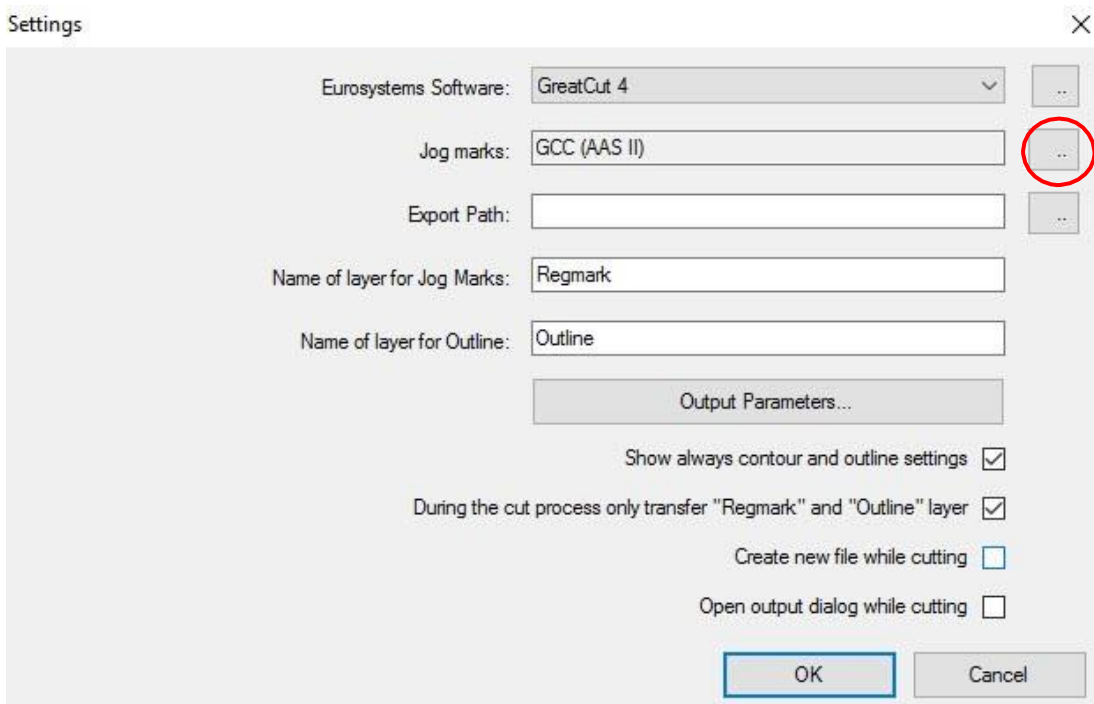 Settings
Eurosystems Software: GreatCut 4 ..
Jog marks: GCC (AAS II) ..
Export Path: ..
Name of layer for Jog Marks: Regmark
Name of layer for Outline: Outline
Output Parameters...
Show always contour and outline settings
During the cut process only transfer "Regmark" and "Outline" layer
Create new file while cutting
Open output dialog while cutting
OK Cancel